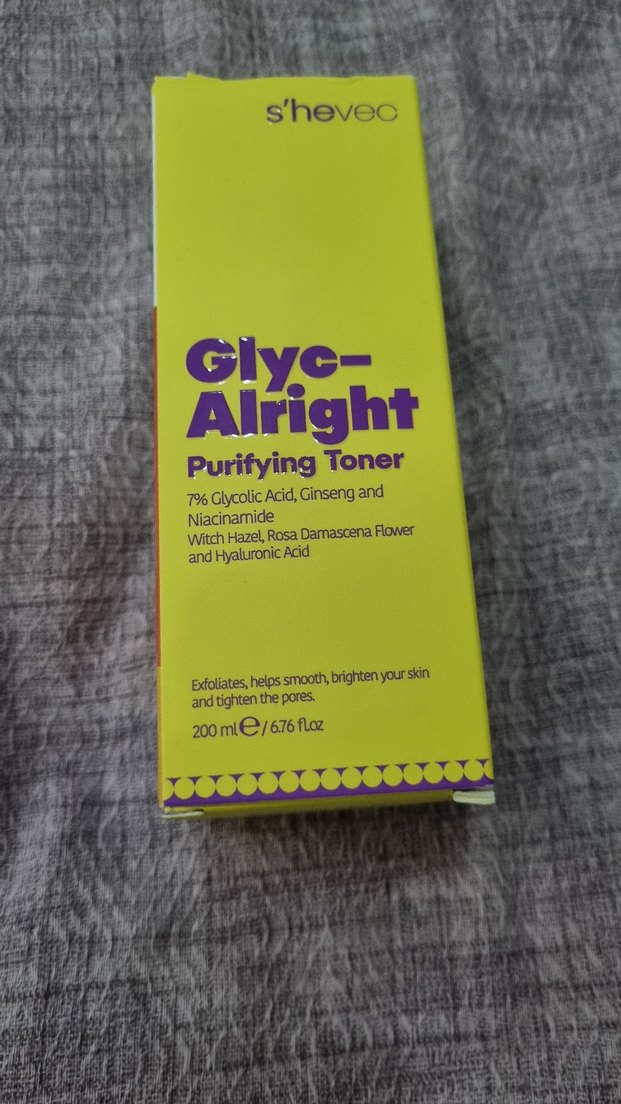 s'hevec
Glyc-
Alright
Purifying Toner
7% Glycolic Acid, Ginseng and
Niacinamide
Witch Hazel, Rosa Damascena Flower
and Hyaluronic Acid
Exfoliates, helps smooth, brighten your skin
and tighten the pores.
200 ml℮/ 6.76 fl.oz